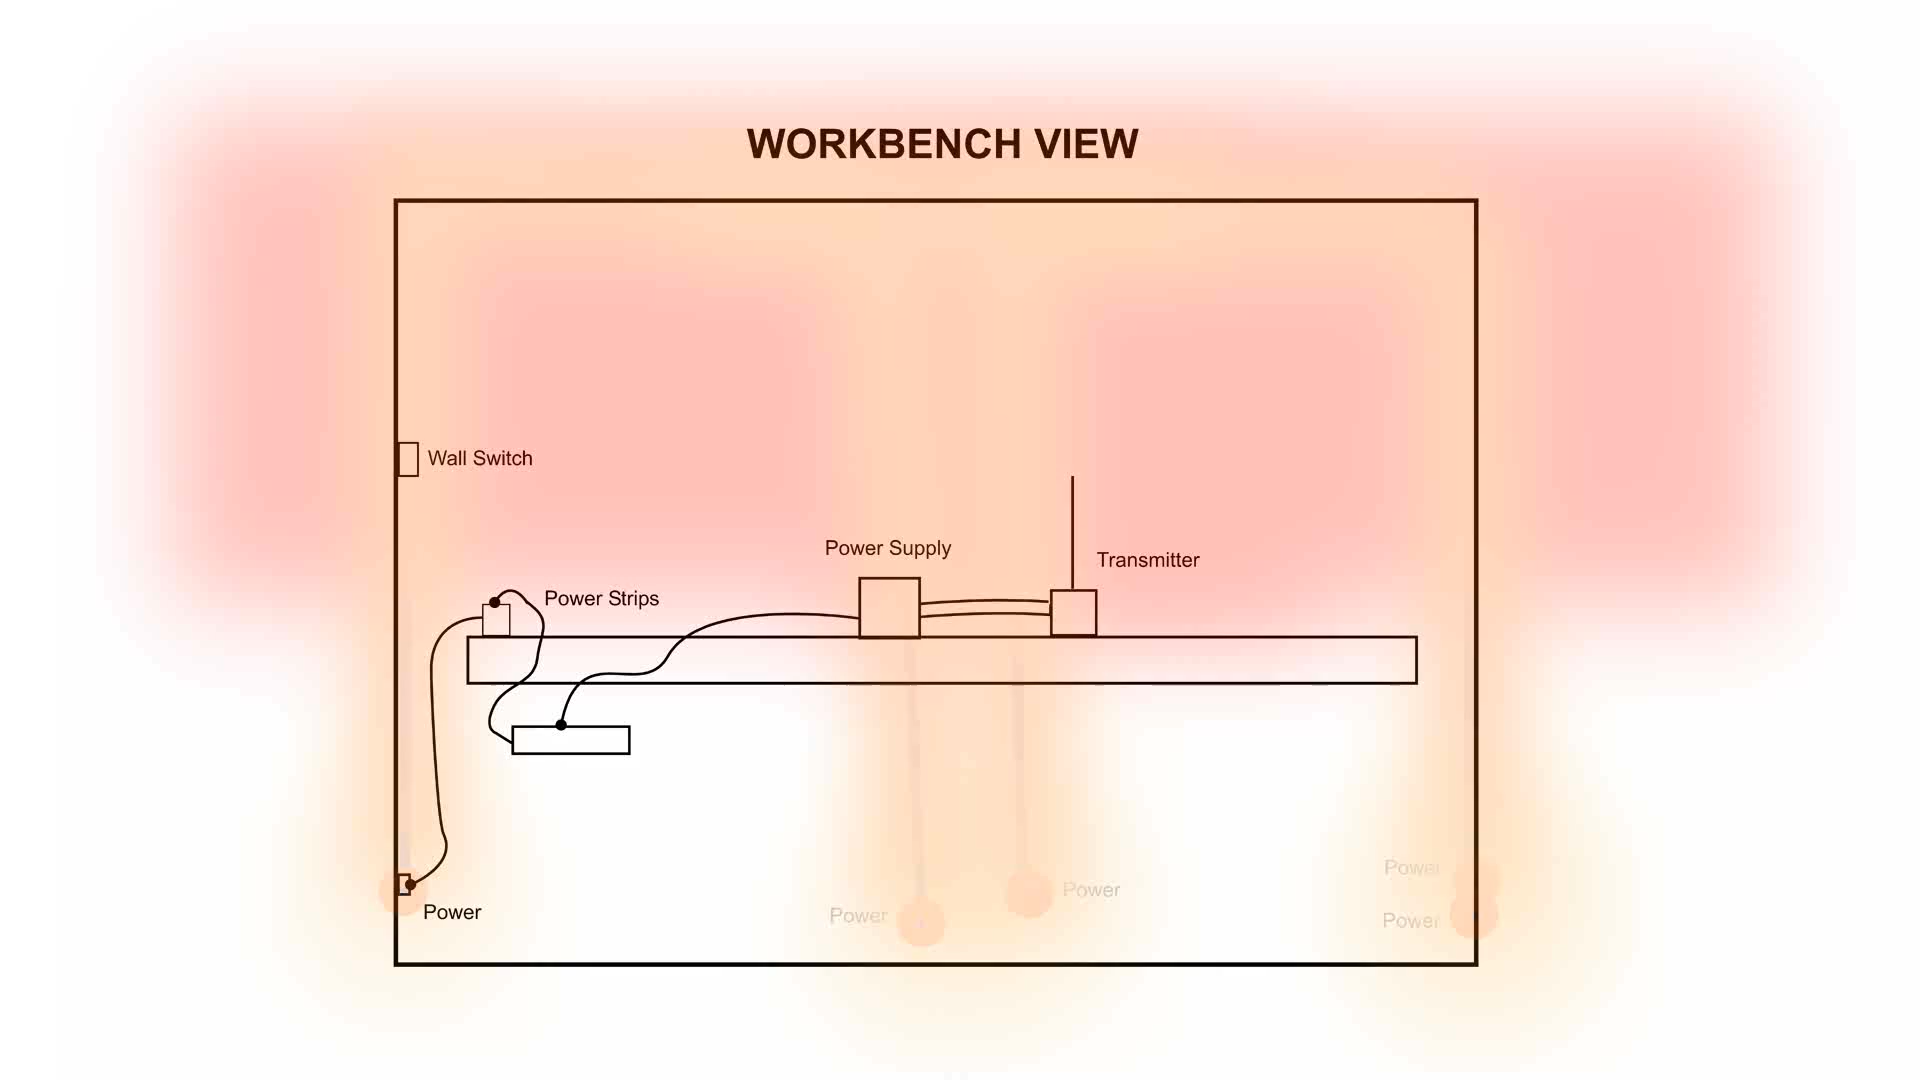 WORKBENCH VIEW
Wall Switch
Power Supply
Transmitter
Power Strips
Power
Power
Power
Power
Power